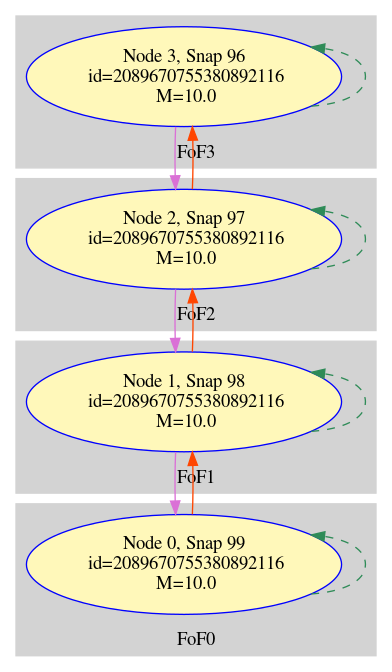 Node 3, Snap 96
id=2089670755380892116
M=10.0
FoF3
Node 2, Snap 97
id=2089670755380892116
M=10.0
FoF2
Node 1, Snap 98
id=2089670755380892116
M=10.0
FoF1
Node 0, Snap 99
id=2089670755380892116
M=10.0
FoF0